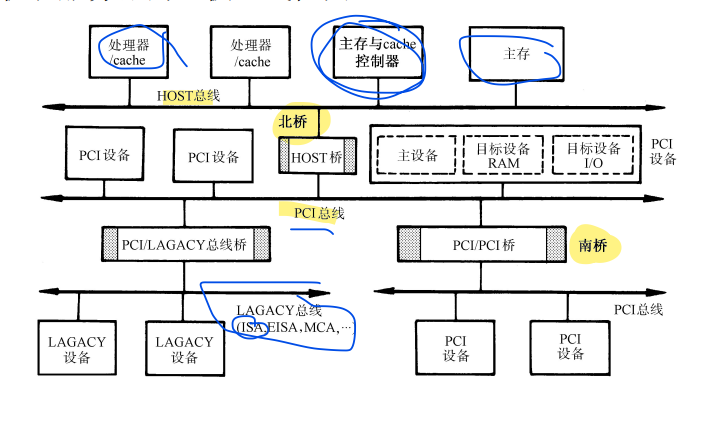 处理器
/cache
处理器
/cache
主存与cache
控制器
主存
HOST总线
北桥
PCI设备
PCI设备
HOST桥
主设备
目标设备
RAM
目标设备
I/O
PCI
设备
PCI总线
PCI/LAGACY总线桥
PCI/PCI桥
南桥
LAGACY总线
(ISA,EISA,MCA,…
PCI总线
LAGACY
设备
LAGACY
设备
PCI
设备
PCI
设备